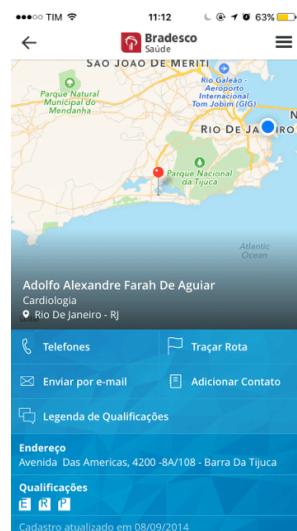 TIM 11:12 63%
Bradesco
Saúde
SAO JOAO DE MERITI
Rio Galeão -
Aeroporto
Internacional
Tom Jobim (GIG)
Parque Natural
Municipal do
Mendanha
N
RIO DE JA IRO
Parque Nacional
da Tijuca
Atlantic
Ocean
Adolfo Alexandre Farah De Aguiar
Cardiologia
Rio De Janeiro - RJ
Telefones
Traçar Rota
Enviar por e-mail
Adicionar Contato
Legenda de Qualificações
Endereço
Avenida Das Americas, 4200 -8A/108 - Barra Da Tijuca
Qualificações
E R P
Cadastro atualizado em 08/09/2014